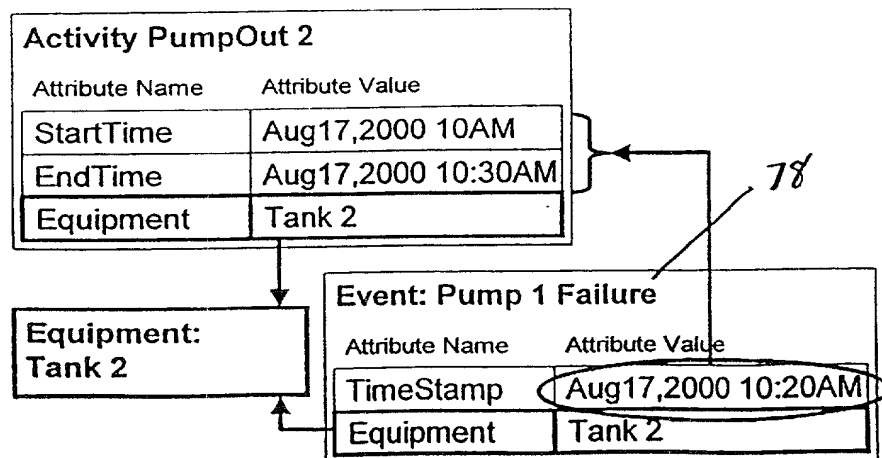 Activity PumpOut 2
Attribute Name Attribute Value
StartTime Aug17,2000 10AM
EndTime Aug17,2000 10:30AM
Equipment Tank 2
78
Equipment:
Tank 2
Event: Pump 1 Failure
Attribute Name Attribute Value
TimeStamp Aug17,2000 10:20AM
Equipment Tank 2